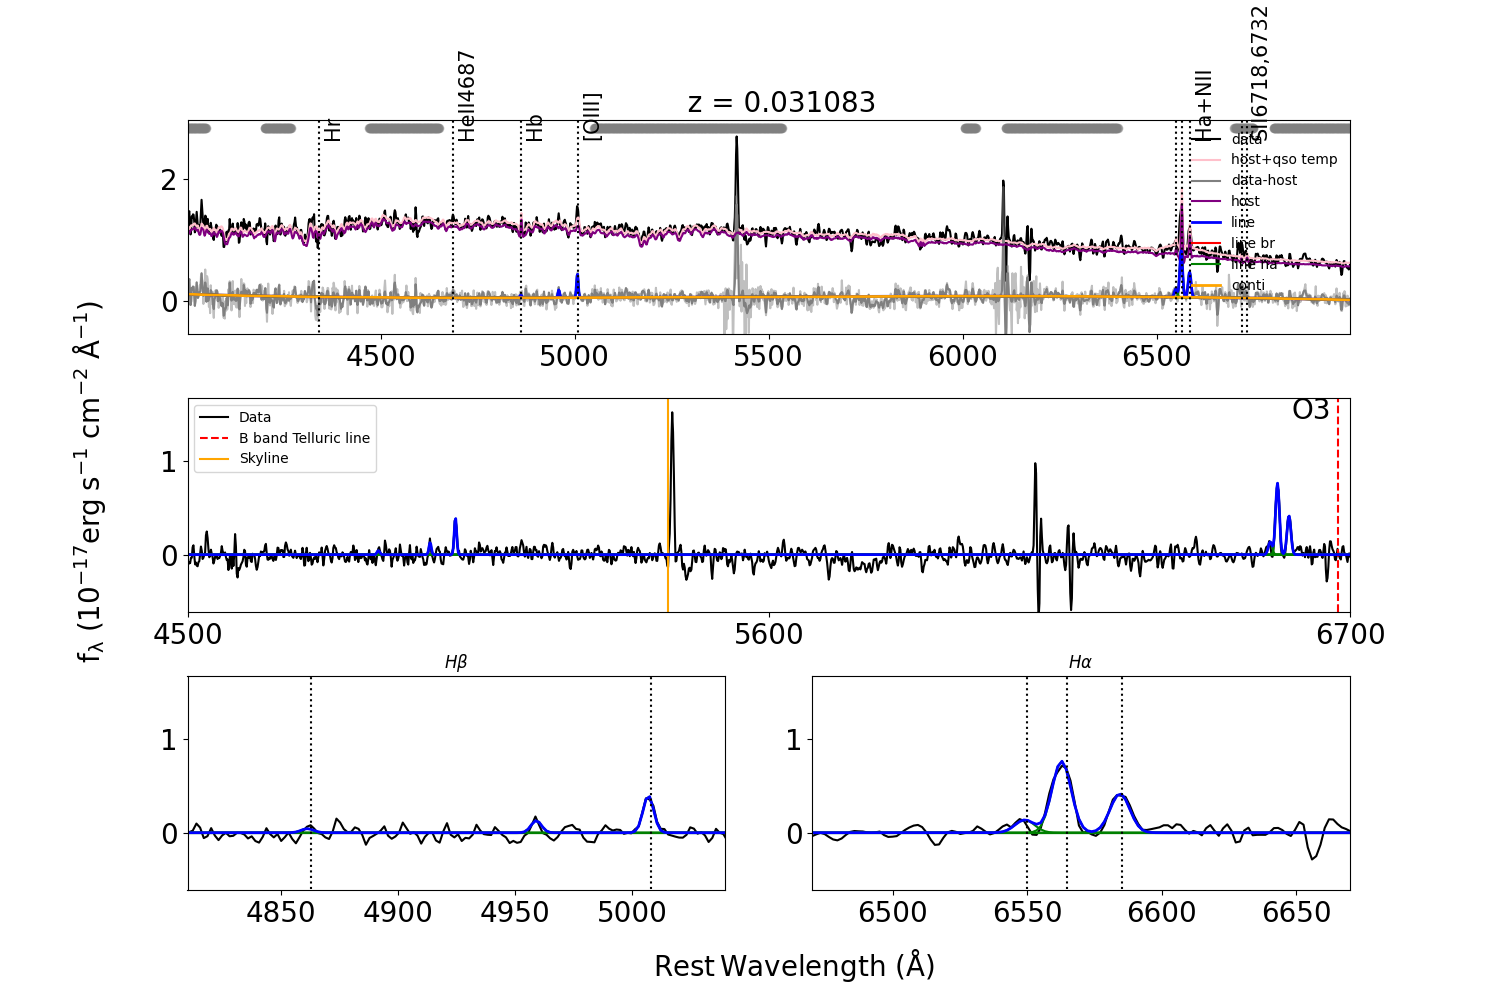 z = 0.031083
Hr
HeII4687
Hb
[OIII]
Ha+NII
SII6718,6732
data
host+qso temp
data-host
host
line
line br
line na
conti
2
0
4500
5000
5500
6000
6500
fλ (10−17erg s−1 cm−2 Å−1)
Data
B band Telluric line
Skyline
O3
1
0
4500
5600
6700
Hβ
1
0
4850
4900
4950
5000
Hα
1
0
6500
6550
6600
6650
Rest Wavelength (Å)